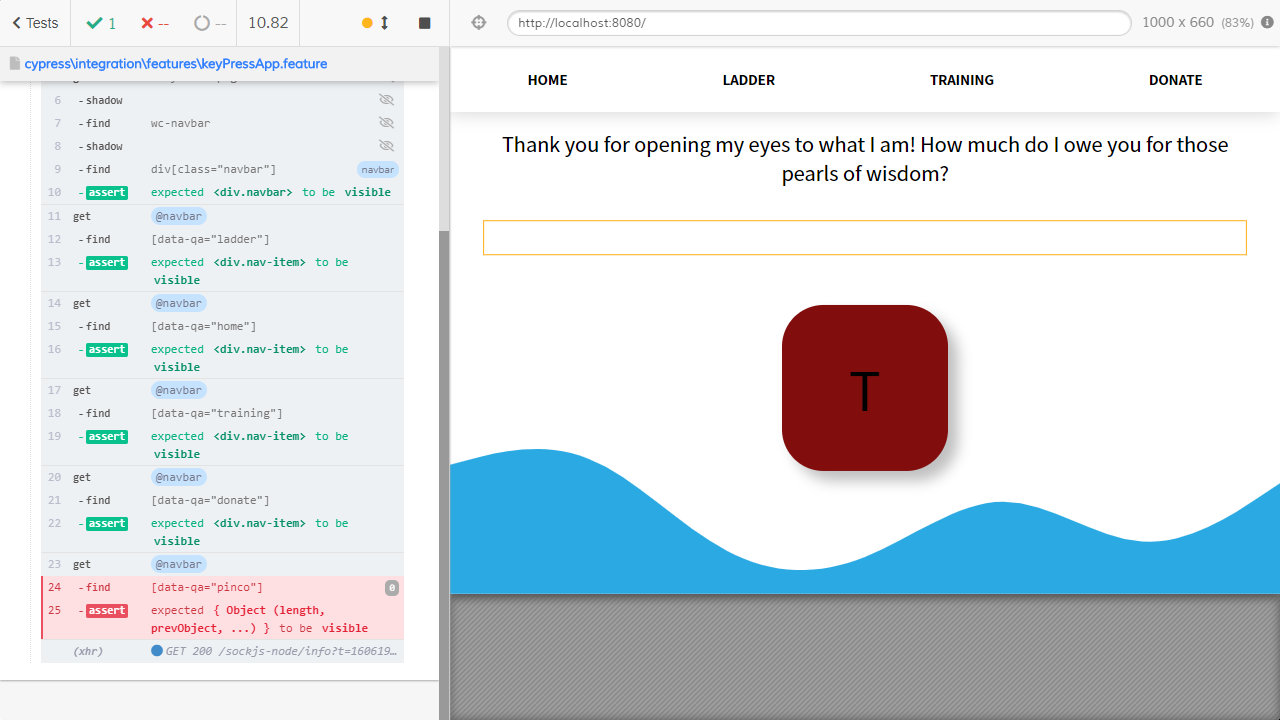 Tests 1 -- -- 10.82
http://localhost:8080/ 1000 x 660 (83%)
cypress\integration\features\keyPressApp.feature
6 -shadow
7 -find wc-navbar
8 -shadow
9 -find div[class="navbar"] navbar
10 -assert expected <div.navbar> to be visible
11 get @navbar
12 -find [data-qa="ladder"]
13 -assert expected <div.nav-item> to be
visible
14 get @navbar
15 -find [data-qa="home"]
16 -assert expected <div.nav-item> to be
visible
17 get @navbar
18 -find [data-qa="training"]
19 -assert expected <div.nav-item> to be
visible
20 get @navbar
21 -find [data-qa="donate"]
22 -assert expected <div.nav-item> to be
visible
23 get @navbar
24 -find [data-qa="pinco"] 0
25 -assert expected { Object (length,
prevObject, ...) } to be visible
(xhr) GET 200 /sockjs-node/info?t=160619…
HOME LADDER TRAINING DONATE
Thank you for opening my eyes to what I am! How much do I owe you for those
pearls of wisdom?
T